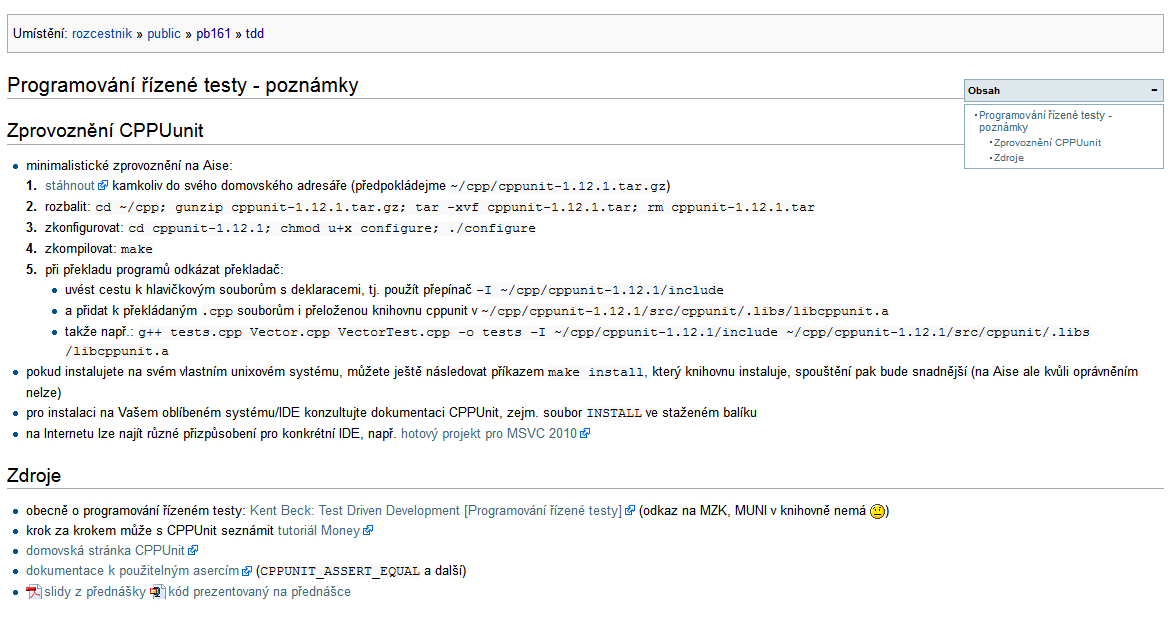 Umístění: rozcestnik » public » pb161 » tdd
Programování řízené testy - poznámky
Obsah
Programování řízené testy - poznámky
Zprovoznění CPPUunit
Zdroje
Zprovoznění CPPUunit
minimalistické zprovoznění na Aise:
1. stáhnout kamkoliv do svého domovského adresáře (předpokládejme ~/cpp/cppunit-1.12.1.tar.gz)
2. rozbalit: cd ~/cpp; gunzip cppunit-1.12.1.tar.gz; tar -xvf cppunit-1.12.1.tar; rm cppunit-1.12.1.tar
3. zkonfigurovat: cd cppunit-1.12.1; chmod u+x configure; ./configure
4. zkompilovat: make
5. při překladu programů odkázat překladač:
uvést cestu k hlavičkovým souborům s deklaracemi, tj. použít přepínač -I ~/cpp/cppunit-1.12.1/include
a přidat k překládaným .cpp souborům i přeloženou knihovnu cppunit v ~/cpp/cppunit-1.12.1/src/cppunit/.libs/libcppunit.a
takže např.: g++ tests.cpp Vector.cpp VectorTest.cpp -o tests -I ~/cpp/cppunit-1.12.1/include ~/cpp/cppunit-1.12.1/src/cppunit/.libs
/libcppunit.a
pokud instalujete na svém vlastním unixovém systému, můžete ještě následovat příkazem make install, který knihovnu instaluje, spouštění pak bude snadnější (na Aise ale kvůli oprávněním
nelze)
pro instalaci na Vašem oblíbeném systému/IDE konzultujte dokumentaci CPPUnit, zejm. soubor INSTALL ve staženém balíku
na Internetu lze najít různé přizpůsobení pro konkrétní IDE, např. hotový projekt pro MSVC 2010
Zdroje
obecně o programování řízeném testy: Kent Beck: Test Driven Development [Programování řízené testy] (odkaz na MZK, MUNI v knihovně nemá )
krok za krokem může s CPPUnit seznámit tutoriál Money
domovská stránka CPPUnit
dokumentace k použitelným asercím (CPPUNIT_ASSERT_EQUAL a další)
slidy z přednášky kód prezentovaný na přednášce